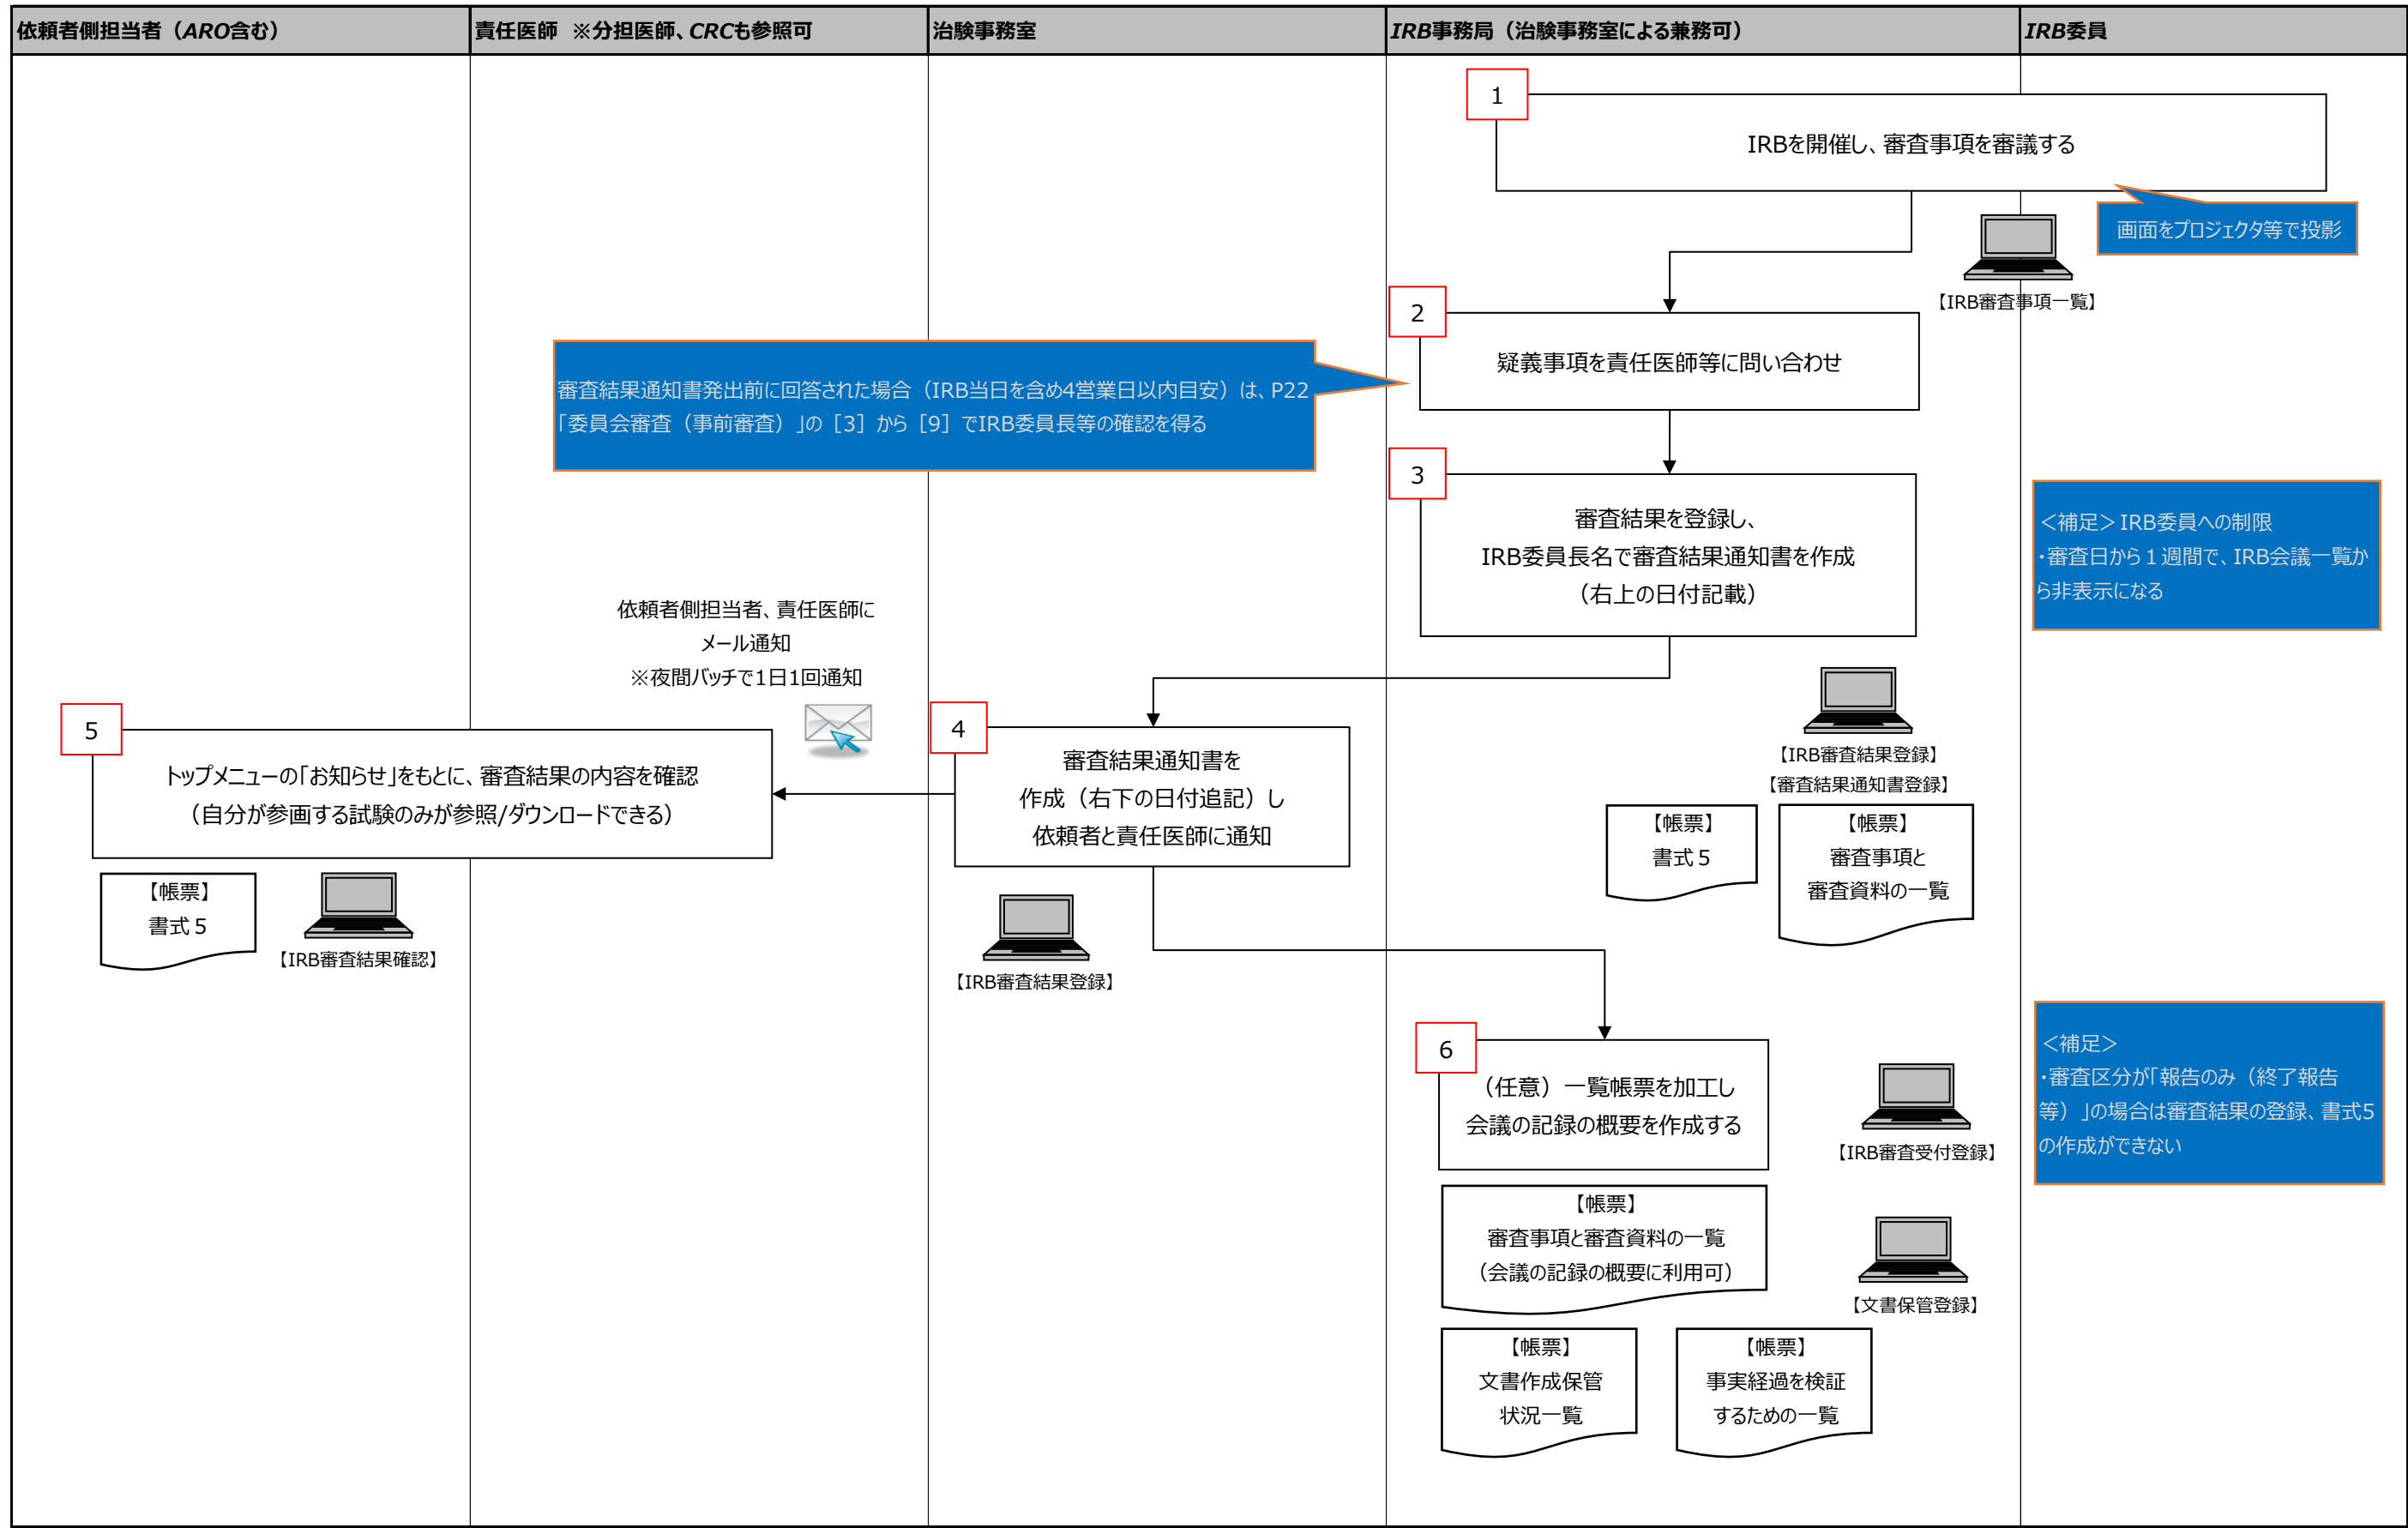 依頼者側担当者（ARO含む）
責任医師　※分担医師、CRCも参照可
治験事務室
IRB事務局（治験事務室による兼務可）
IRB委員
1
IRBを開催し、審査事項を審議する
画面をプロジェクタ等で投影
【IRB審査事項一覧】
2
疑義事項を責任医師等に問い合わせ
審査結果通知書発出前に回答された場合（IRB当日を含め4営業日以内目安）は、P22
「委員会審査（事前審査）」の［3］から［9］でIRB委員長等の確認を得る
3
審査結果を登録し、
IRB委員長名で審査結果通知書を作成
（右上の日付記載）
＜補足＞IRB委員への制限
・審査日から１週間で、IRB会議一覧か
ら非表示になる
依頼者側担当者、責任医師に
メール通知
※夜間バッチで1日1回通知
【IRB審査結果登録】
【審査結果通知書登録】
【帳票】
書式５
【帳票】
審査事項と
審査資料の一覧
4
審査結果通知書を
作成（右下の日付追記）し
依頼者と責任医師に通知
【IRB審査結果登録】
5
トップメニューの「お知らせ」をもとに、審査結果の内容を確認
（自分が参画する試験のみが参照/ダウンロードできる）
【帳票】
書式５
【IRB審査結果確認】
6
（任意）一覧帳票を加工し
会議の記録の概要を作成する
【IRB審査受付登録】
＜補足＞
・審査区分が「報告のみ（終了報告
等）」の場合は審査結果の登録、書式5
の作成ができない
【帳票】
審査事項と審査資料の一覧
（会議の記録の概要に利用可）
【文書保管登録】
【帳票】
文書作成保管
状況一覧
【帳票】
事実経過を検証
するための一覧